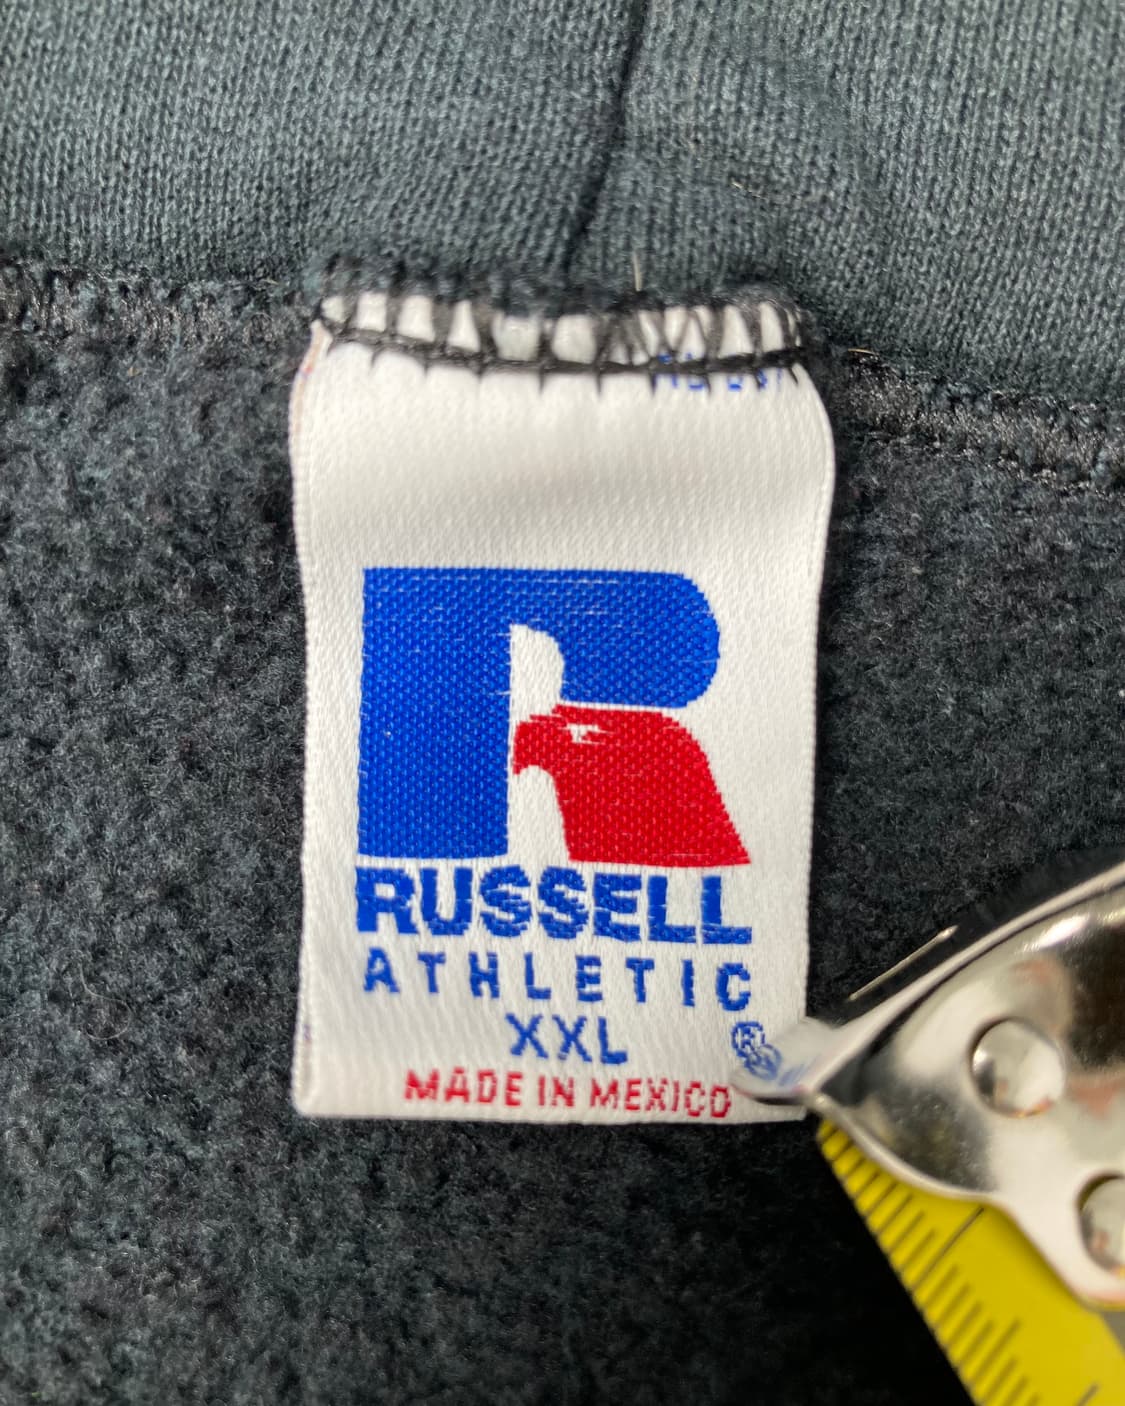 RUSSELL
ATHLETIC
XXL
®
MADE IN MEXICO